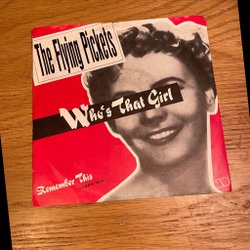 The Flying Pickets
Who's That Girl
Remember This